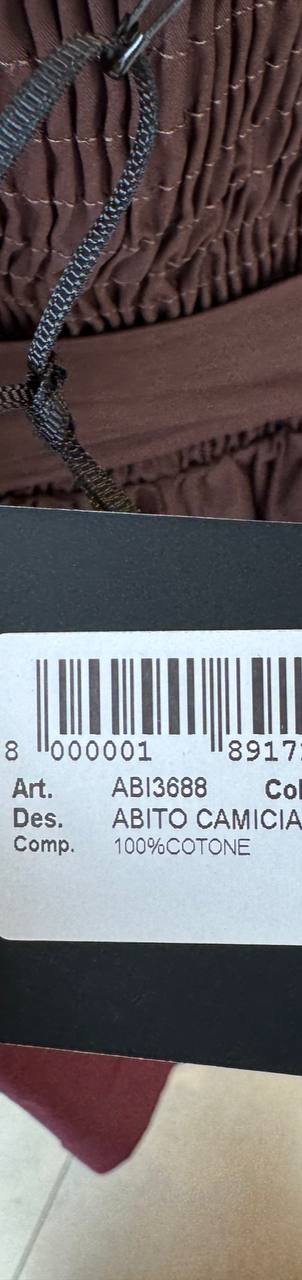 8 000001 8917
Art. ABI3688 Col
Des. ABITO CAMICIA
Comp. 100%COTONE